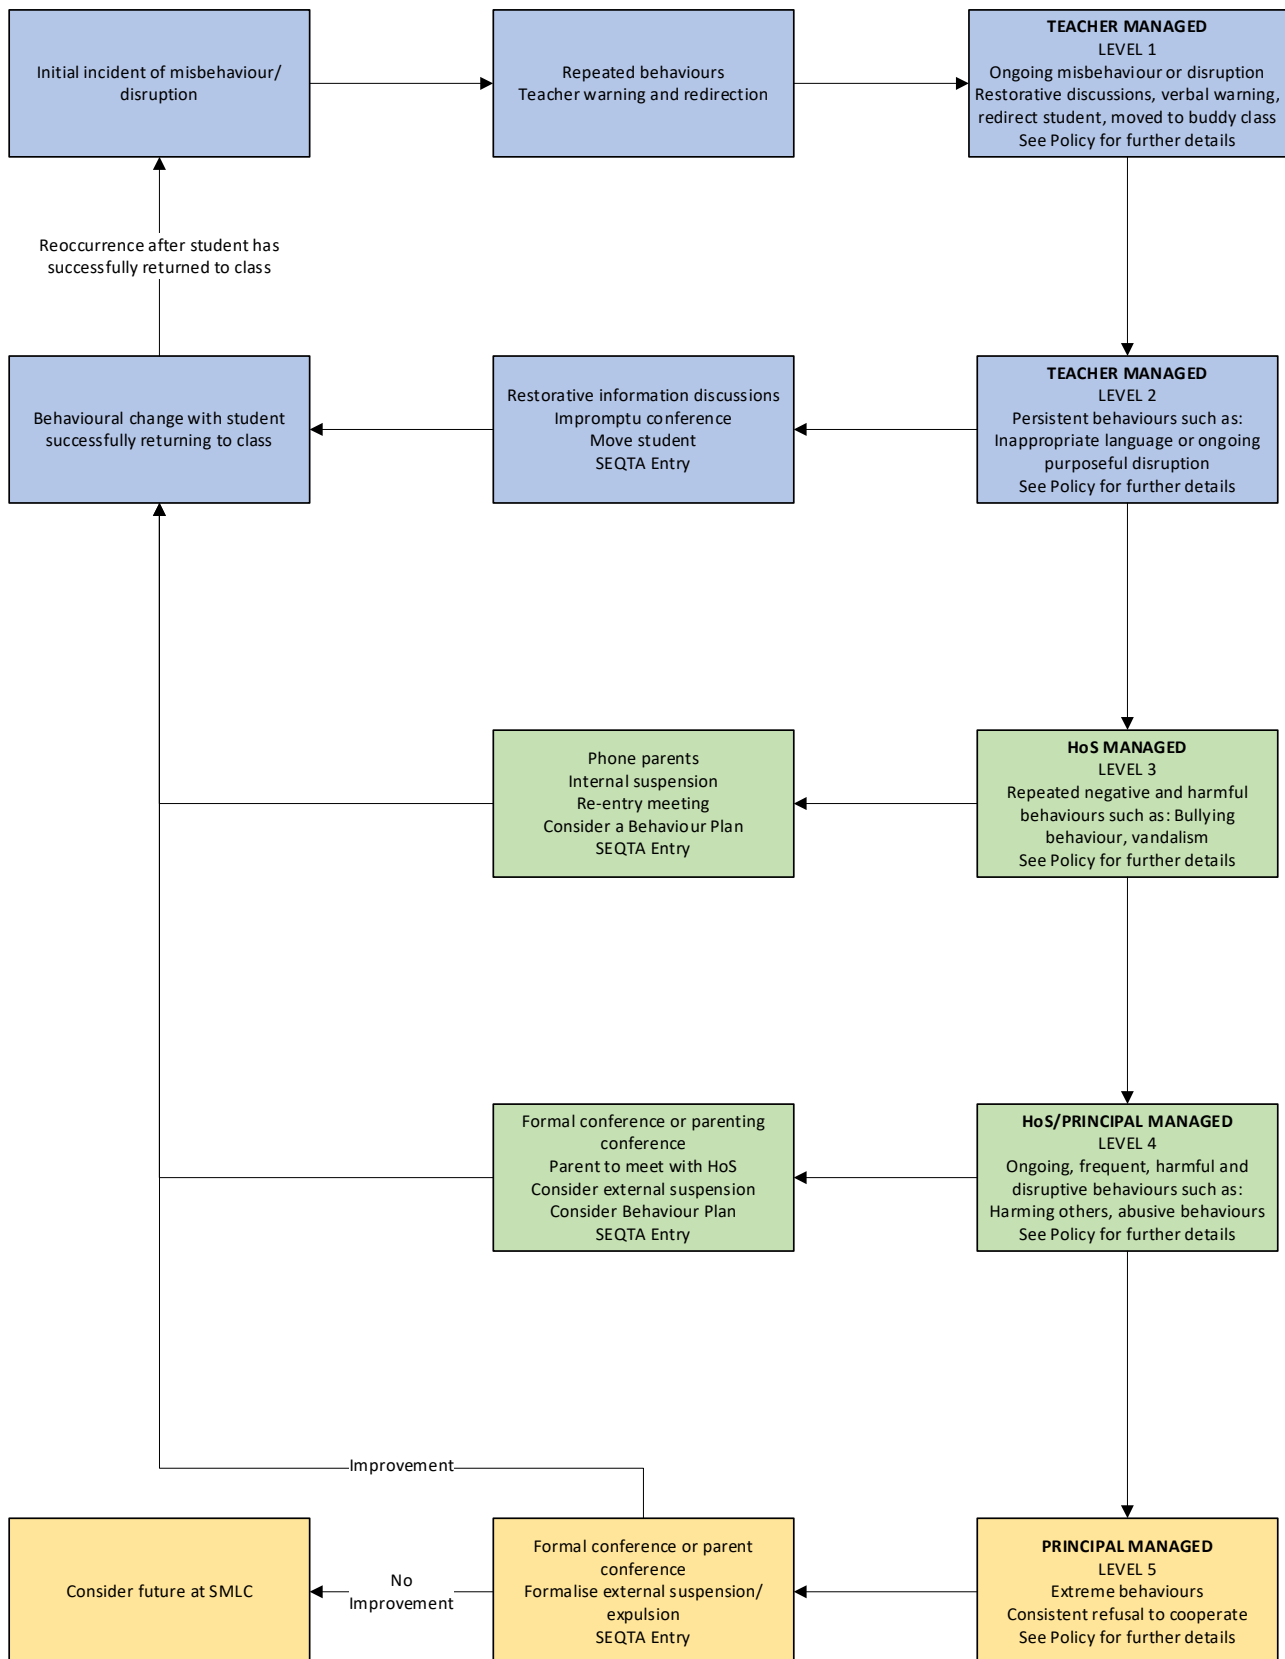 Initial incident of misbehaviour/
disruption
Repeated behaviours
Teacher warning and redirection
TEACHER MANAGED
LEVEL 1
Ongoing misbehaviour or disruption
Restorative discussions, verbal warning,
redirect student, moved to buddy class
See Policy for further details
Reoccurrence after student has
successfully returned to class
Behavioural change with student
successfully returning to class
Restorative information discussions
Impromptu conference
Move student
SEQTA Entry
TEACHER MANAGED
LEVEL 2
Persistent behaviours such as:
Inappropriate language or ongoing
purposeful disruption
See Policy for further details
Phone parents
Internal suspension
Re-entry meeting
Consider a Behaviour Plan
SEQTA Entry
HoS MANAGED
LEVEL 3
Repeated negative and harmful
behaviours such as: Bullying
behaviour, vandalism
See Policy for further details
Formal conference or parenting
conference
Parent to meet with HoS
Consider external suspension
Consider Behaviour Plan
SEQTA Entry
HoS/PRINCIPAL MANAGED
LEVEL 4
Ongoing, frequent, harmful and
disruptive behaviours such as:
Harming others, abusive behaviours
See Policy for further details
Improvement
Consider future at SMLC
No
Improvement
Formal conference or parent
conference
Formalise external suspension/
expulsion
SEQTA Entry
PRINCIPAL MANAGED
LEVEL 5
Extreme behaviours
Consistent refusal to cooperate
See Policy for further details